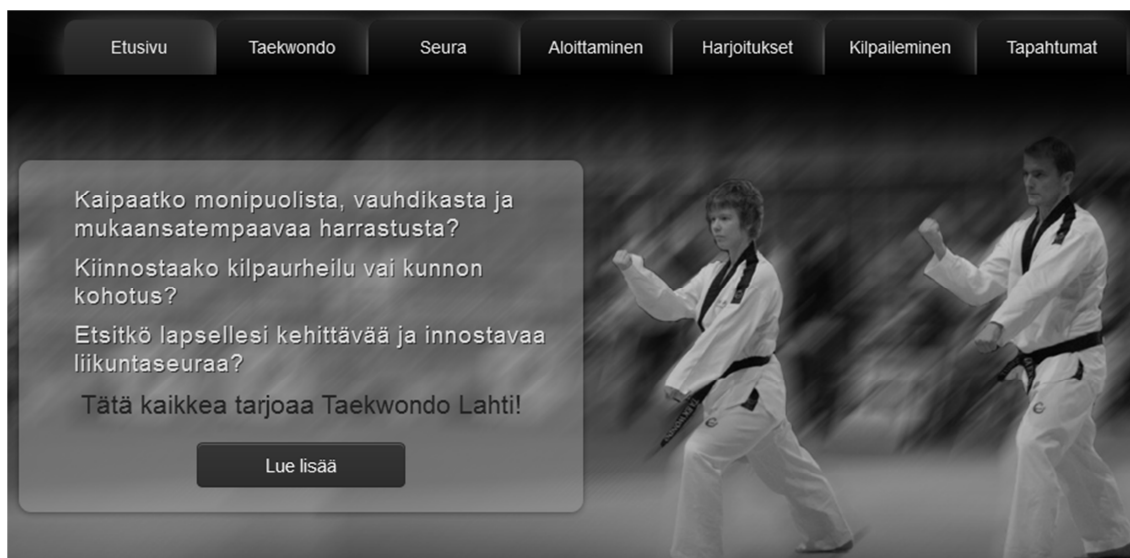 Etusivu Taekwondo Seura Aloittaminen Harjoitukset Kilpaileminen Tapahtumat
Kaipaatko monipuolista, vauhdikasta ja
mukaansatempaavaa harrastusta?
Kiinnostaako kilpaurheilu vai kunnon
kohotus?
Etsitkö lapsellesi kehittävää ja innostavaa
liikuntaseuraa?
Tätä kaikkea tarjoaa Taekwondo Lahti!
Lue lisää